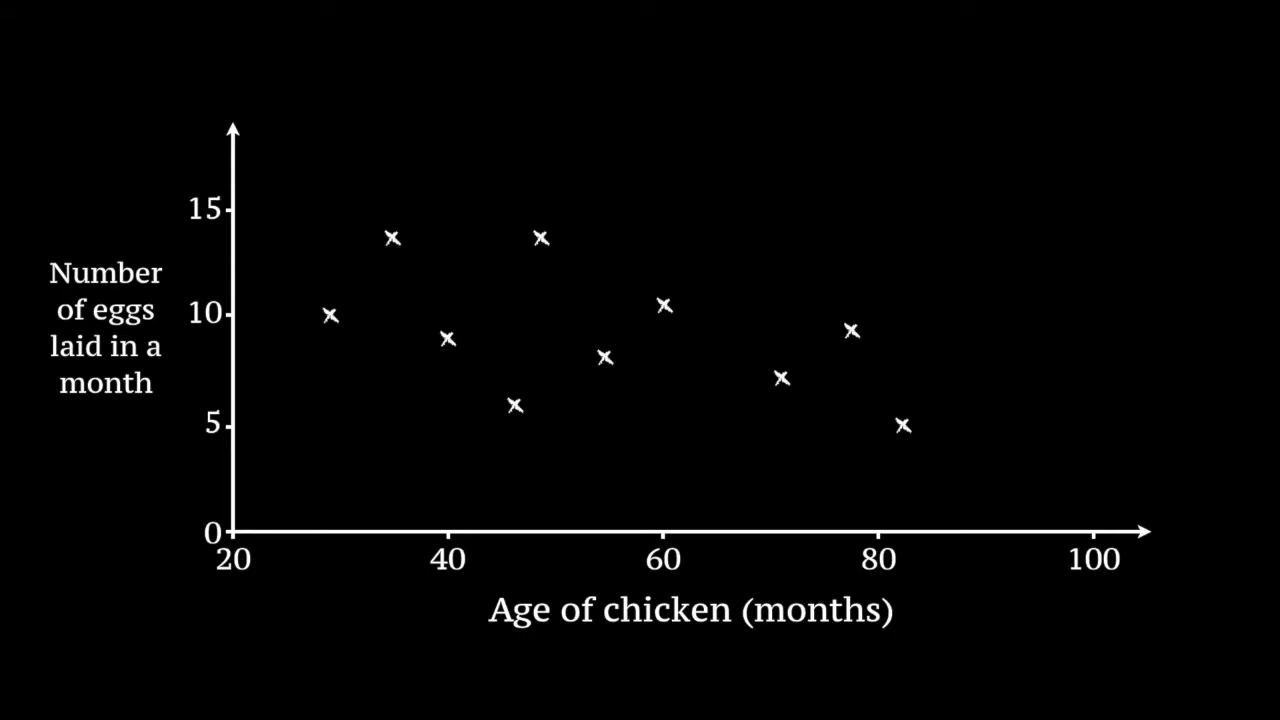 15
Number
of eggs
laid in a
month
10
5
0
20 40 60 80 100
Age of chicken (months)